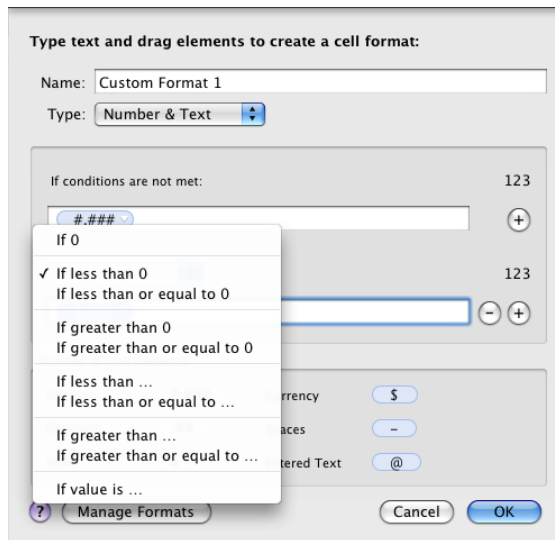 Type text and drag elements to create a cell format:
Name: Custom Format 1
Type: Number & Text
If conditions are not met: 123
#,###
If 0
✓ If less than 0 123
If less than or equal to 0
If greater than 0
If greater than or equal to 0
If less than ...
If less than or equal to ...
rrency $
aces –
If greater than ...
If greater than or equal to ...
tered Text @
If value is ...
? Manage Formats Cancel OK